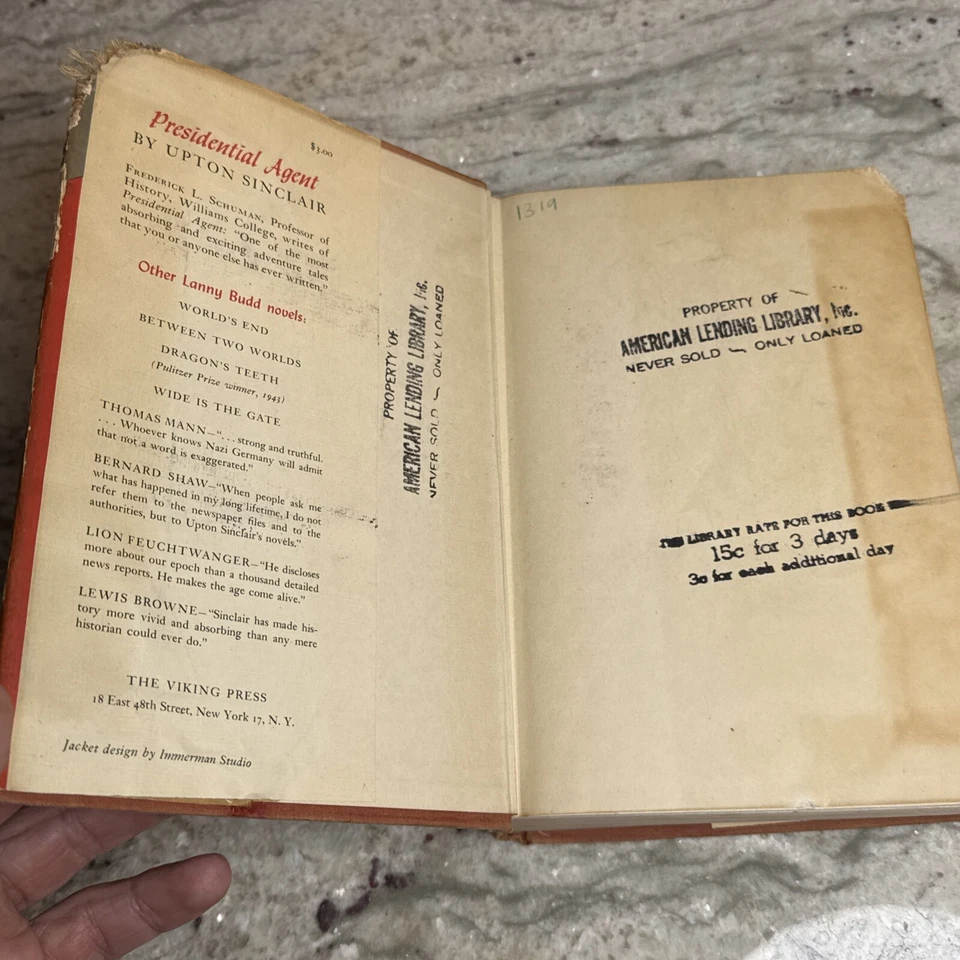 Presidential Agent
$3.00
BY UPTON SINCLAIR
FREDERICK L. SCHUMAN, Professor of
History, Williams College, writes of
Presidential Agent: "One of the most
absorbing and exciting adventure tales
that you or anyone else has ever written."
Other Lanny Budd novels:
WORLD'S END
BETWEEN TWO WORLDS
DRAGON'S TEETH
(Pulitzer Prize winner, 1943)
WIDE IS THE GATE
THOMAS MANN—"... strong and truthful.
. . . Whoever knows Nazi Germany will admit
that not a word is exaggerated."
BERNARD SHAW—"When people ask me
what has happened in my long lifetime, I do not
refer them to the newspaper files and to the
authorities, but to Upton Sinclair's novels."
LION FEUCHTWANGER—"He discloses
more about our epoch than a thousand detailed
news reports. He makes the age come alive."
LEWIS BROWNE—"Sinclair has made his-
tory more vivid and absorbing than any mere
historian could ever do."
THE VIKING PRESS
18 East 48th Street, New York 17, N. Y.
Jacket design by Immerman Studio
PROPERTY OF
AMERICAN LENDING LIBRARY, Inc.
NEVER SOLD — ONLY LOANED
1319
PROPERTY OF
AMERICAN LENDING LIBRARY, Inc.
NEVER SOLD — ONLY LOANED
LIBRARY RATE FOR THIS BOOK
15c for 3 days
3c for each additional day